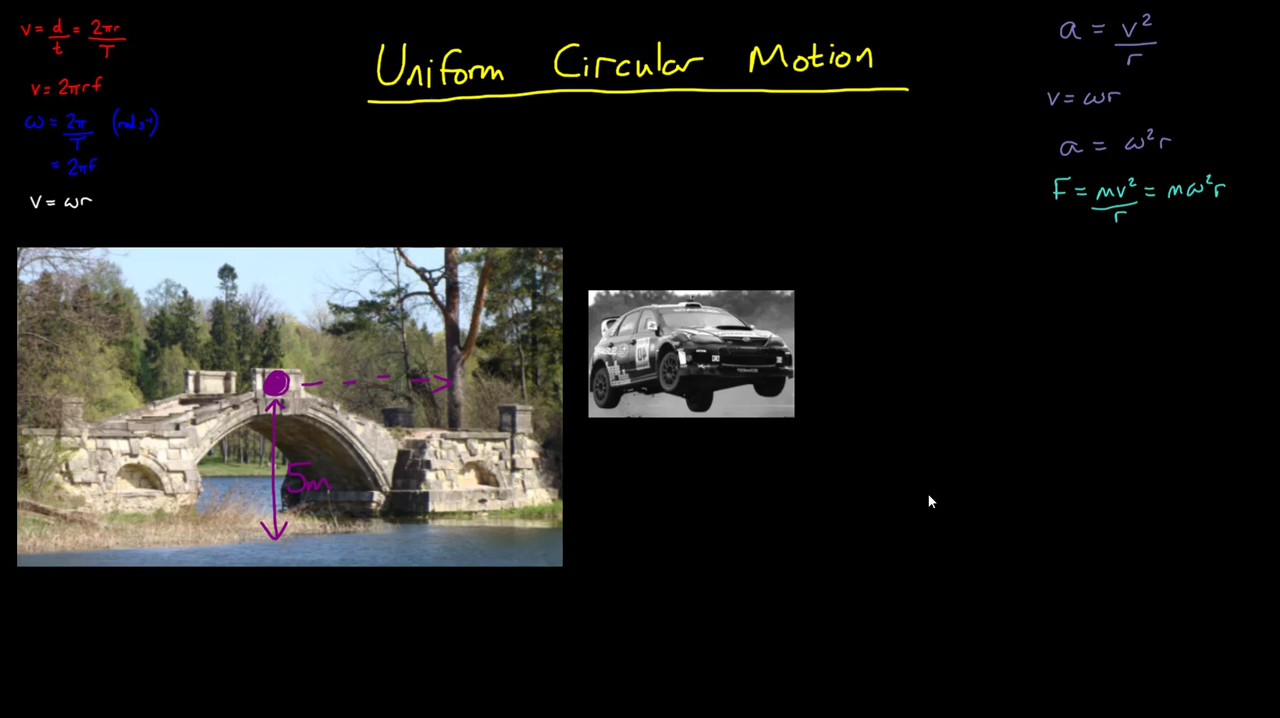 Uniform Circular Motion
v = d/t = 2πr/T
v = 2πrf
ω = 2π/T (rad s⁻¹)
= 2πf
v = ωr
a = v²/r
v = ωr
a = ω²r
F = mv²/r = mω²r
5m